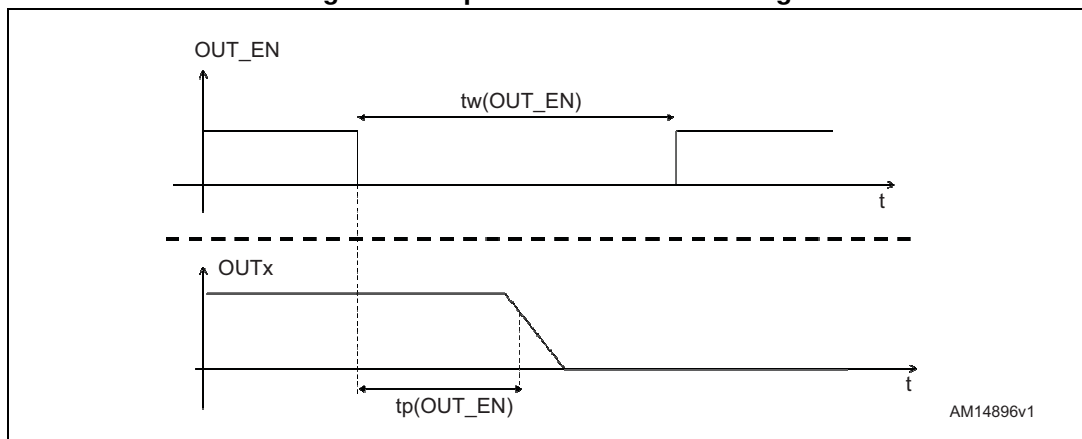 OUT_EN
tw(OUT_EN)
t
OUTx
t
tp(OUT_EN)
AM14896v1